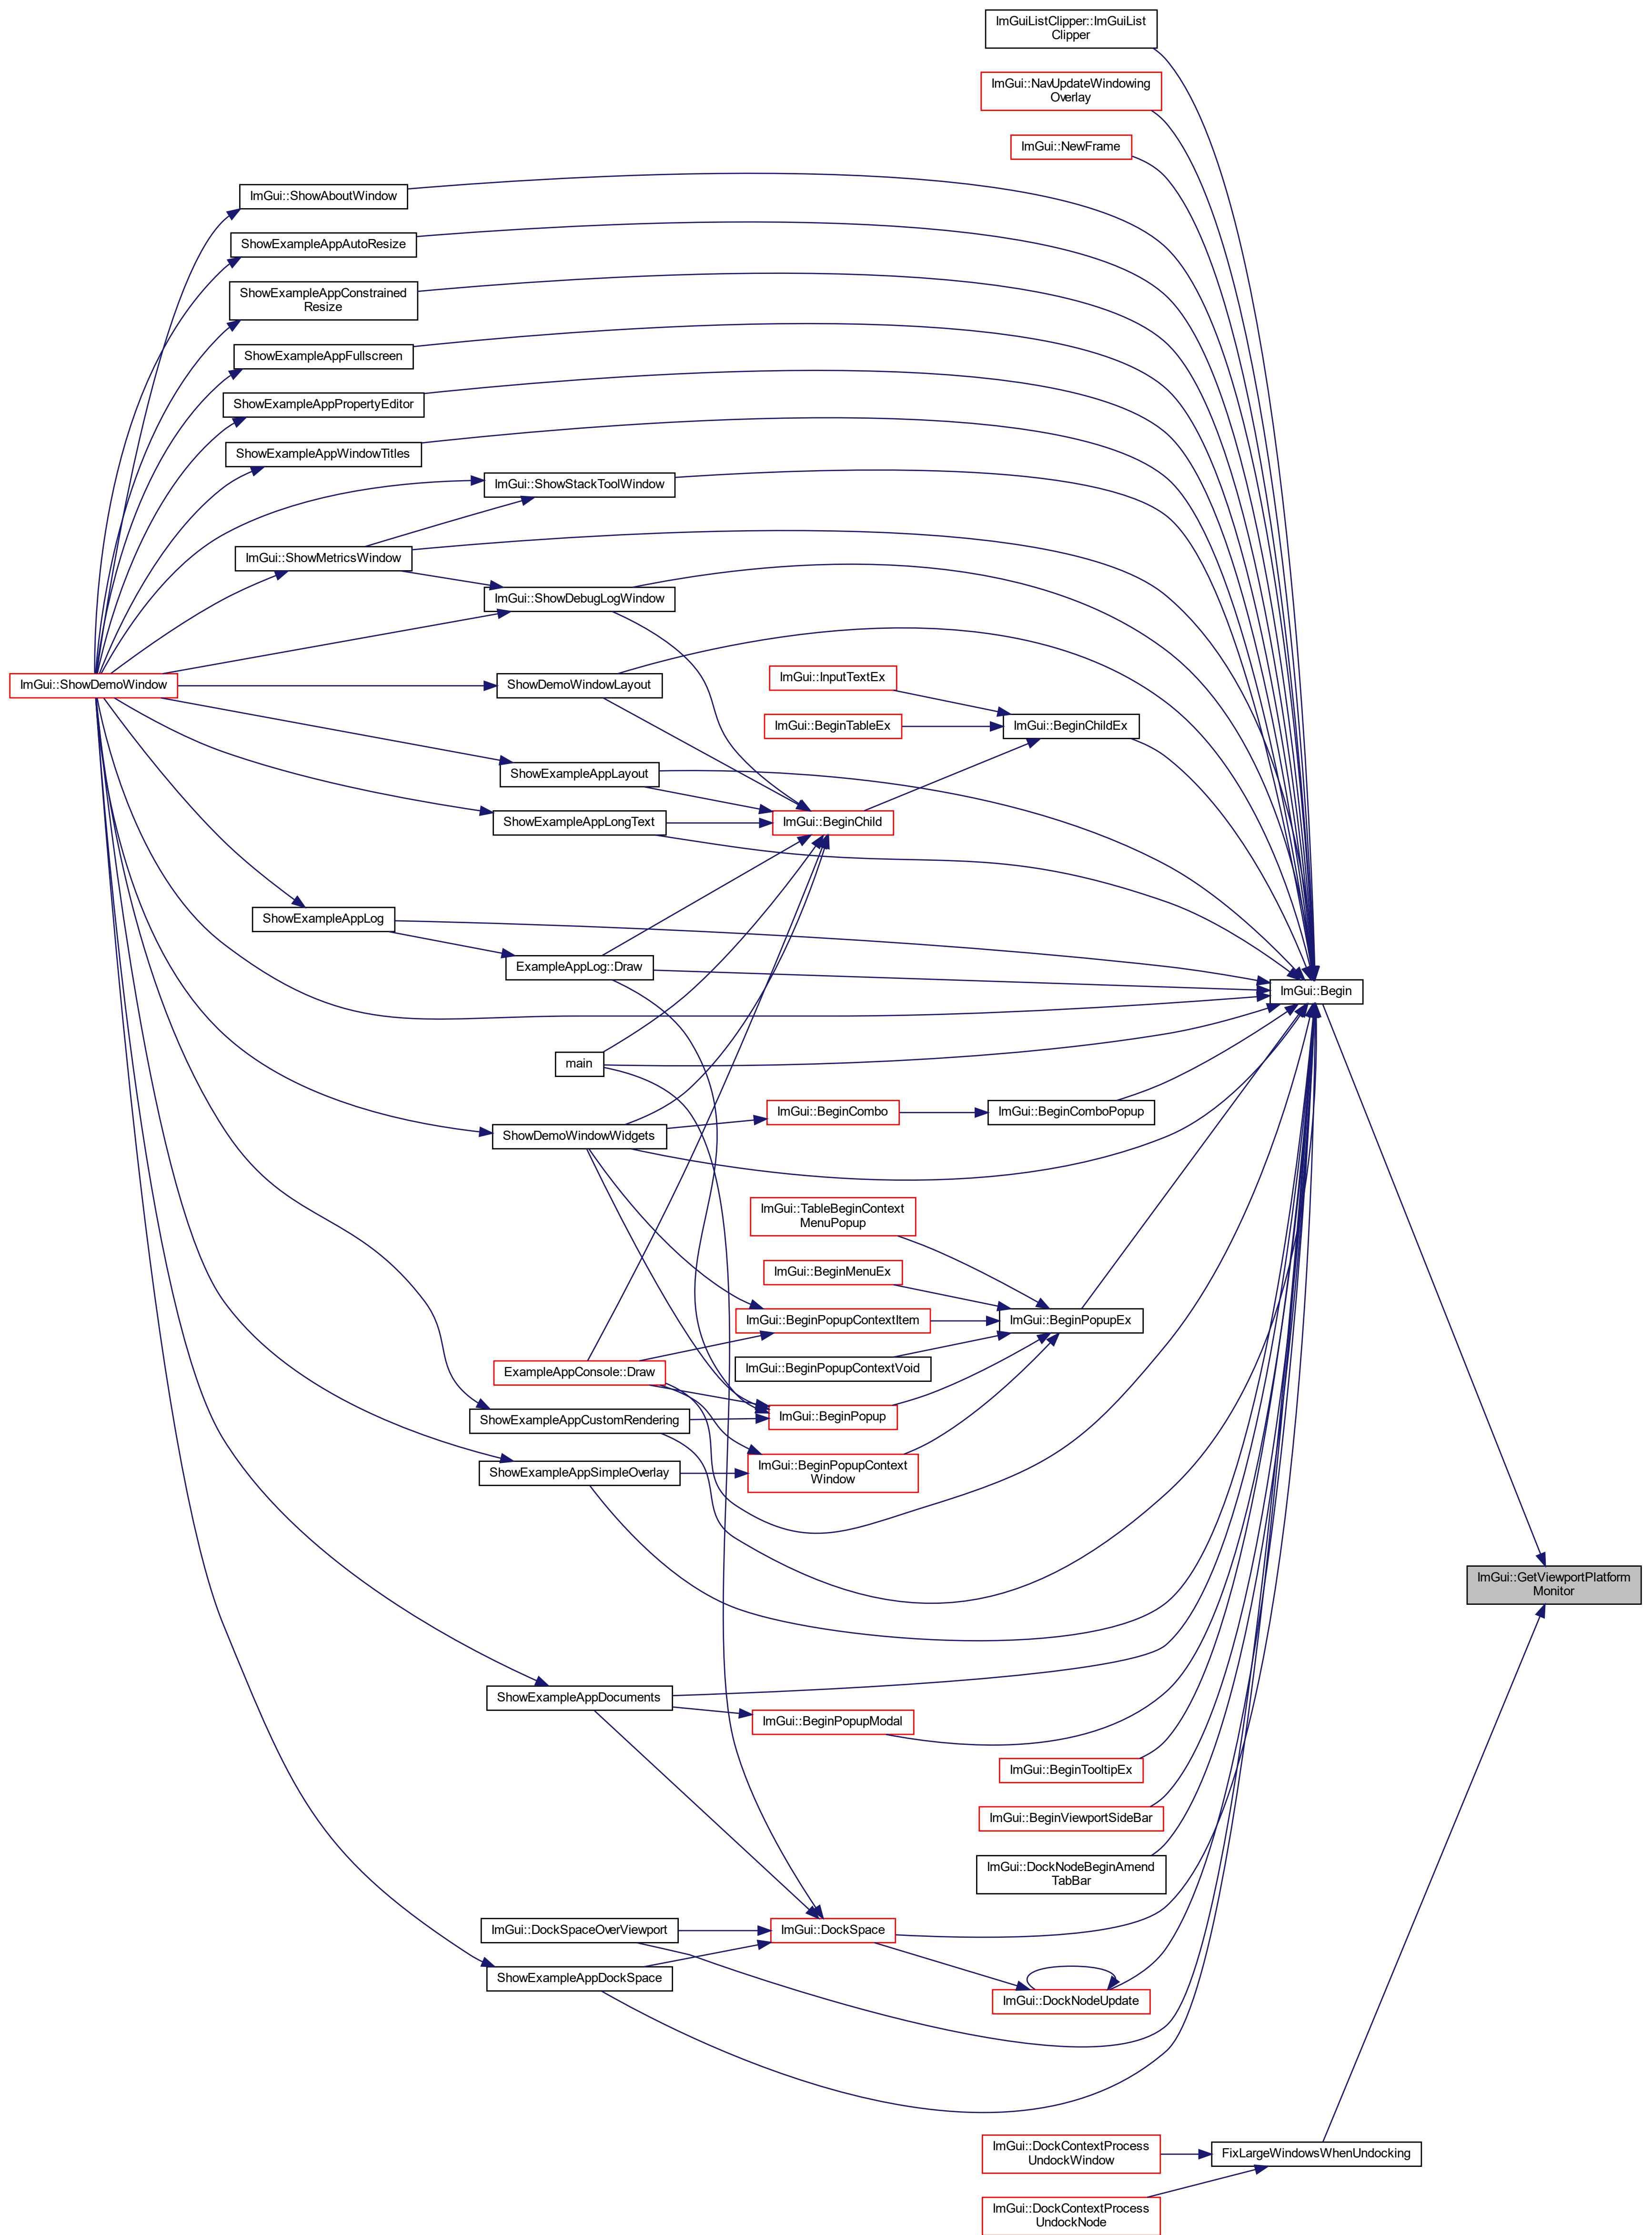 ImGuiListClipper::ImGuiList
Clipper
ImGui::NavUpdateWindowing
Overlay
ImGui::NewFrame
ImGui::ShowAboutWindow
ShowExampleAppAutoResize
ShowExampleAppConstrained
Resize
ShowExampleAppFullscreen
ShowExampleAppPropertyEditor
ShowExampleAppWindowTitles
ImGui::ShowStackToolWindow
ImGui::ShowMetricsWindow
ImGui::ShowDebugLogWindow
ImGui::ShowDemoWindow
ShowDemoWindowLayout
ImGui::InputTextEx
ImGui::BeginTableEx
ImGui::BeginChildEx
ShowExampleAppLayout
ShowExampleAppLongText
ImGui::BeginChild
ShowExampleAppLog
ExampleAppLog::Draw
ImGui::Begin
main
ImGui::BeginCombo
ImGui::BeginComboPopup
ShowDemoWindowWidgets
ImGui::TableBeginContext
MenuPopup
ImGui::BeginMenuEx
ImGui::BeginPopupContextItem
ImGui::BeginPopupEx
ImGui::BeginPopupContextVoid
ExampleAppConsole::Draw
ImGui::BeginPopup
ShowExampleAppCustomRendering
ShowExampleAppSimpleOverlay
ImGui::BeginPopupContext
Window
ImGui::GetViewportPlatform
Monitor
ShowExampleAppDocuments
ImGui::BeginPopupModal
ImGui::BeginTooltipEx
ImGui::BeginViewportSideBar
ImGui::DockNodeBeginAmend
TabBar
ImGui::DockSpaceOverViewport
ImGui::DockSpace
ShowExampleAppDockSpace
ImGui::DockNodeUpdate
ImGui::DockContextProcess
UndockWindow
FixLargeWindowsWhenUndocking
ImGui::DockContextProcess
UndockNode